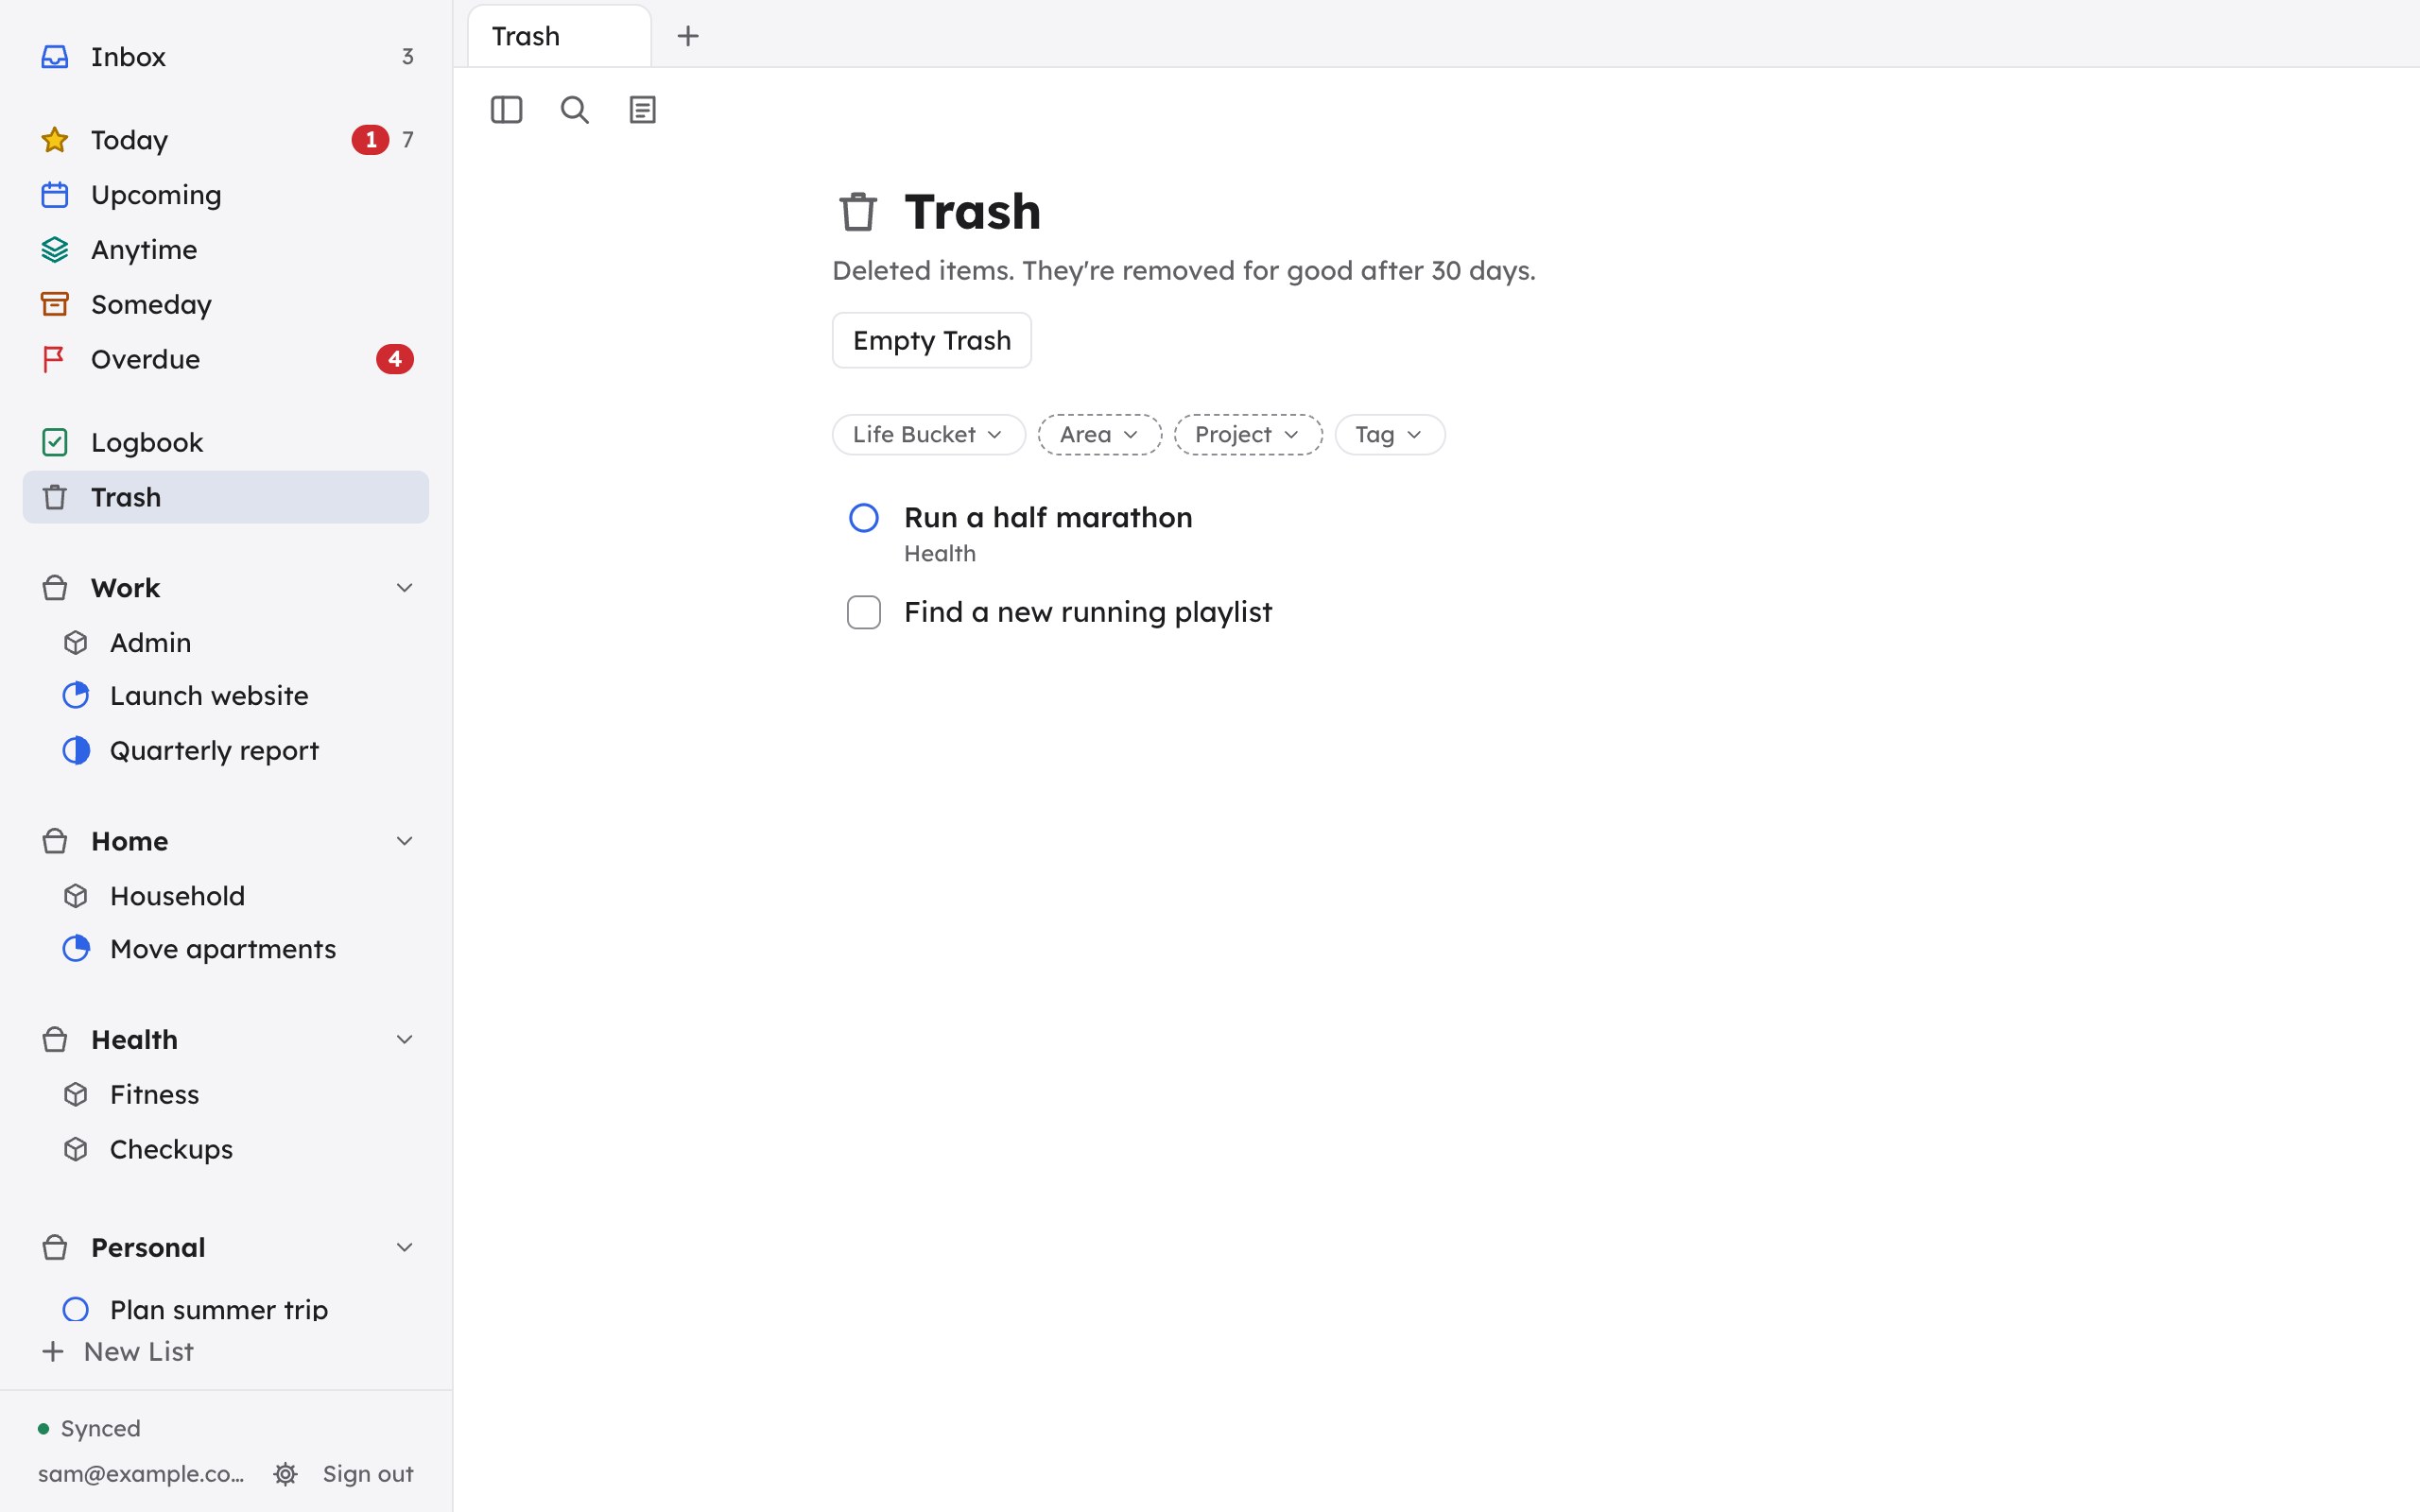 Inbox 3
Today 1 7
Upcoming
Anytime
Someday
Overdue 4
Logbook
Trash
Work
Admin
Launch website
Quarterly report
Home
Household
Move apartments
Health
Fitness
Checkups
Personal
Plan summer trip
New List
Synced
sam@example.co... Sign out
Trash
Trash
Deleted items. They're removed for good after 30 days.
Empty Trash
Life Bucket Area Project Tag
Run a half marathon
Health
Find a new running playlist